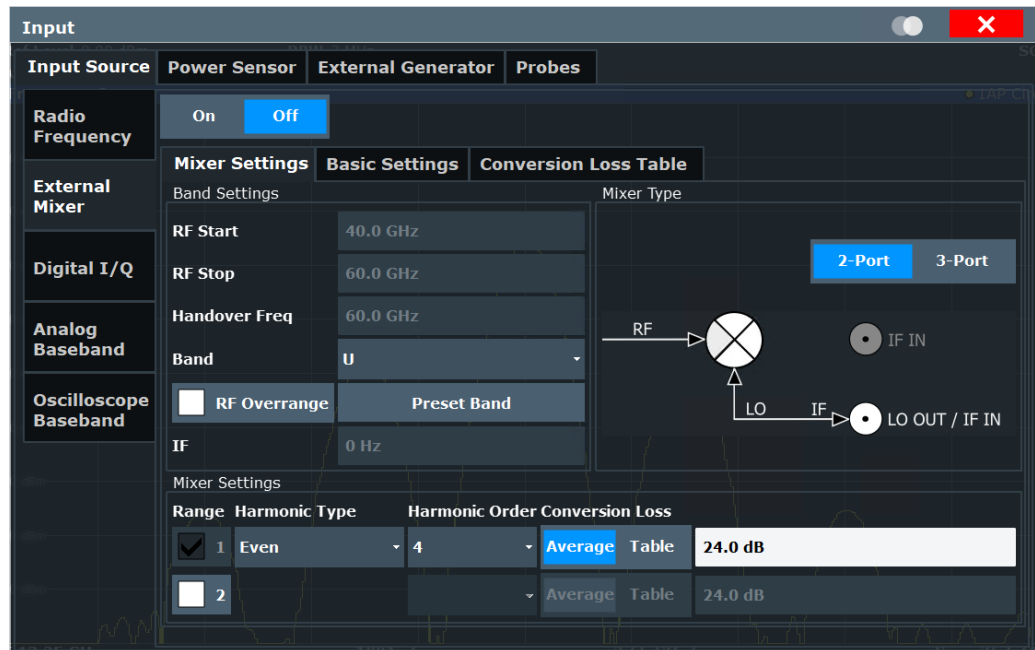 Input
Input Source Power Sensor External Generator Probes
Radio
Frequency
On Off
Mixer Settings Basic Settings Conversion Loss Table
External
Mixer
Band Settings
Mixer Type
RF Start 40.0 GHz
2-Port 3-Port
Digital I/Q
RF Stop 60.0 GHz
Handover Freq 60.0 GHz
Analog
Baseband
RF
IF IN
Band U
Oscilloscope
Baseband
RF Overrange Preset Band
LO IF LO OUT / IF IN
IF 0 Hz
Mixer Settings
Range Harmonic Type Harmonic Order Conversion Loss
1 Even 4 Average Table 24.0 dB
2 Average Table 24.0 dB